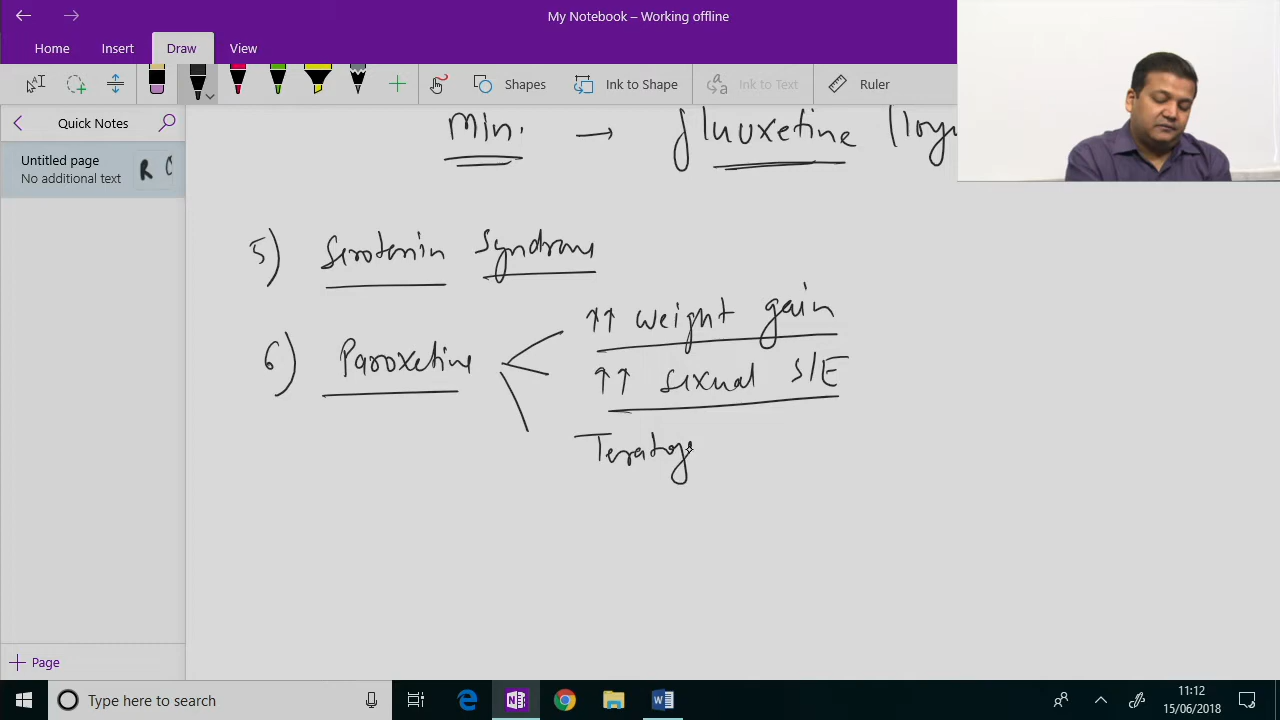 My Notebook – Working offline
Home Insert Draw View
Shapes Ink to Shape Ink to Text Ruler
Quick Notes
Untitled page
No additional text R C
Min. → fluoxetine (long
5) Serotonin Syndrome
6) Paroxetine
↑↑ weight gain
↑↑ sexual S/E
Teratog
+ Page
Type here to search
11:12
15/06/2018